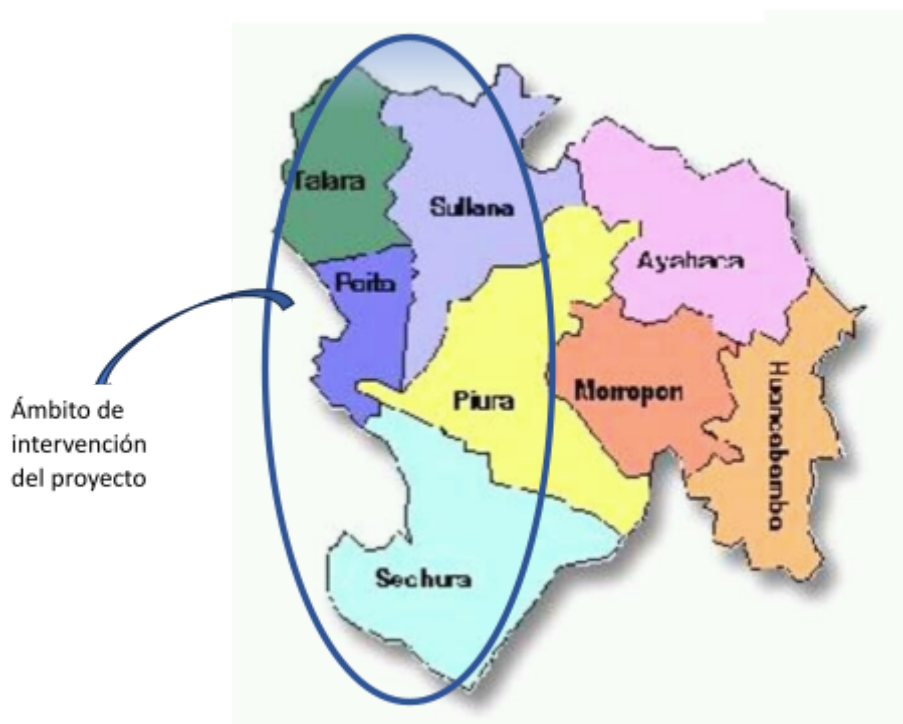 Talara
Sullana
Ayabaca
Paita
Ámbito de
intervención
del proyecto
Piura
Morropon
Huancabamba
Sechura